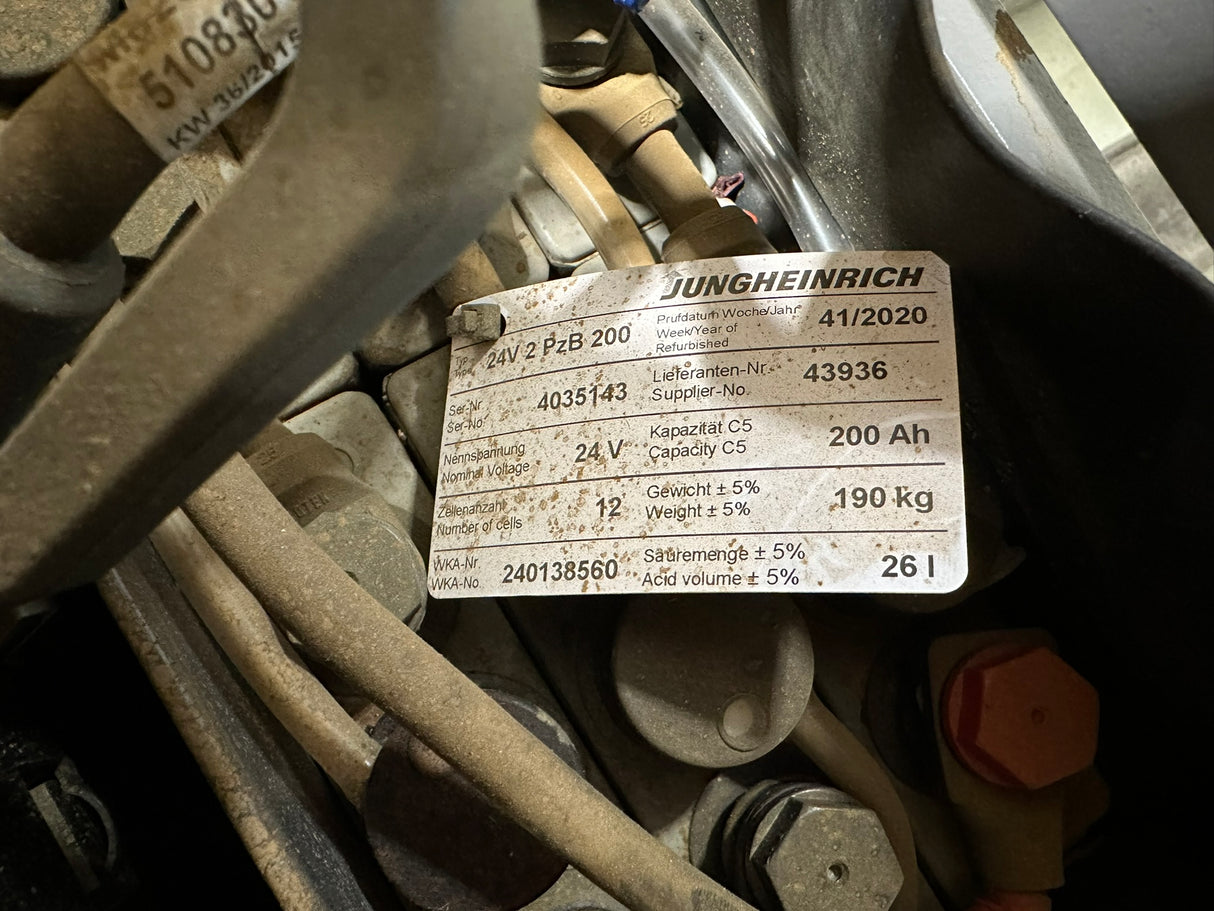 510830
KW 36/2015
JUNGHEINRICH
Typ
Type
24V 2 PzB 200
Prüfdatum Woche/Jahr
Week/Year of
Refurbished
41/2020
Ser-Nr.
Ser-No.
4035143
Lieferanten-Nr.
Supplier-No.
43936
Nennspannung
Nominal Voltage
24 V
Kapazität C5
Capacity C5
200 Ah
Zellenanzahl
Number of cells
12
Gewicht ± 5%
Weight ± 5%
190 kg
WKA-Nr.
WKA-No.
240138560
Säuremenge ± 5%
Acid volume ± 5%
26 l